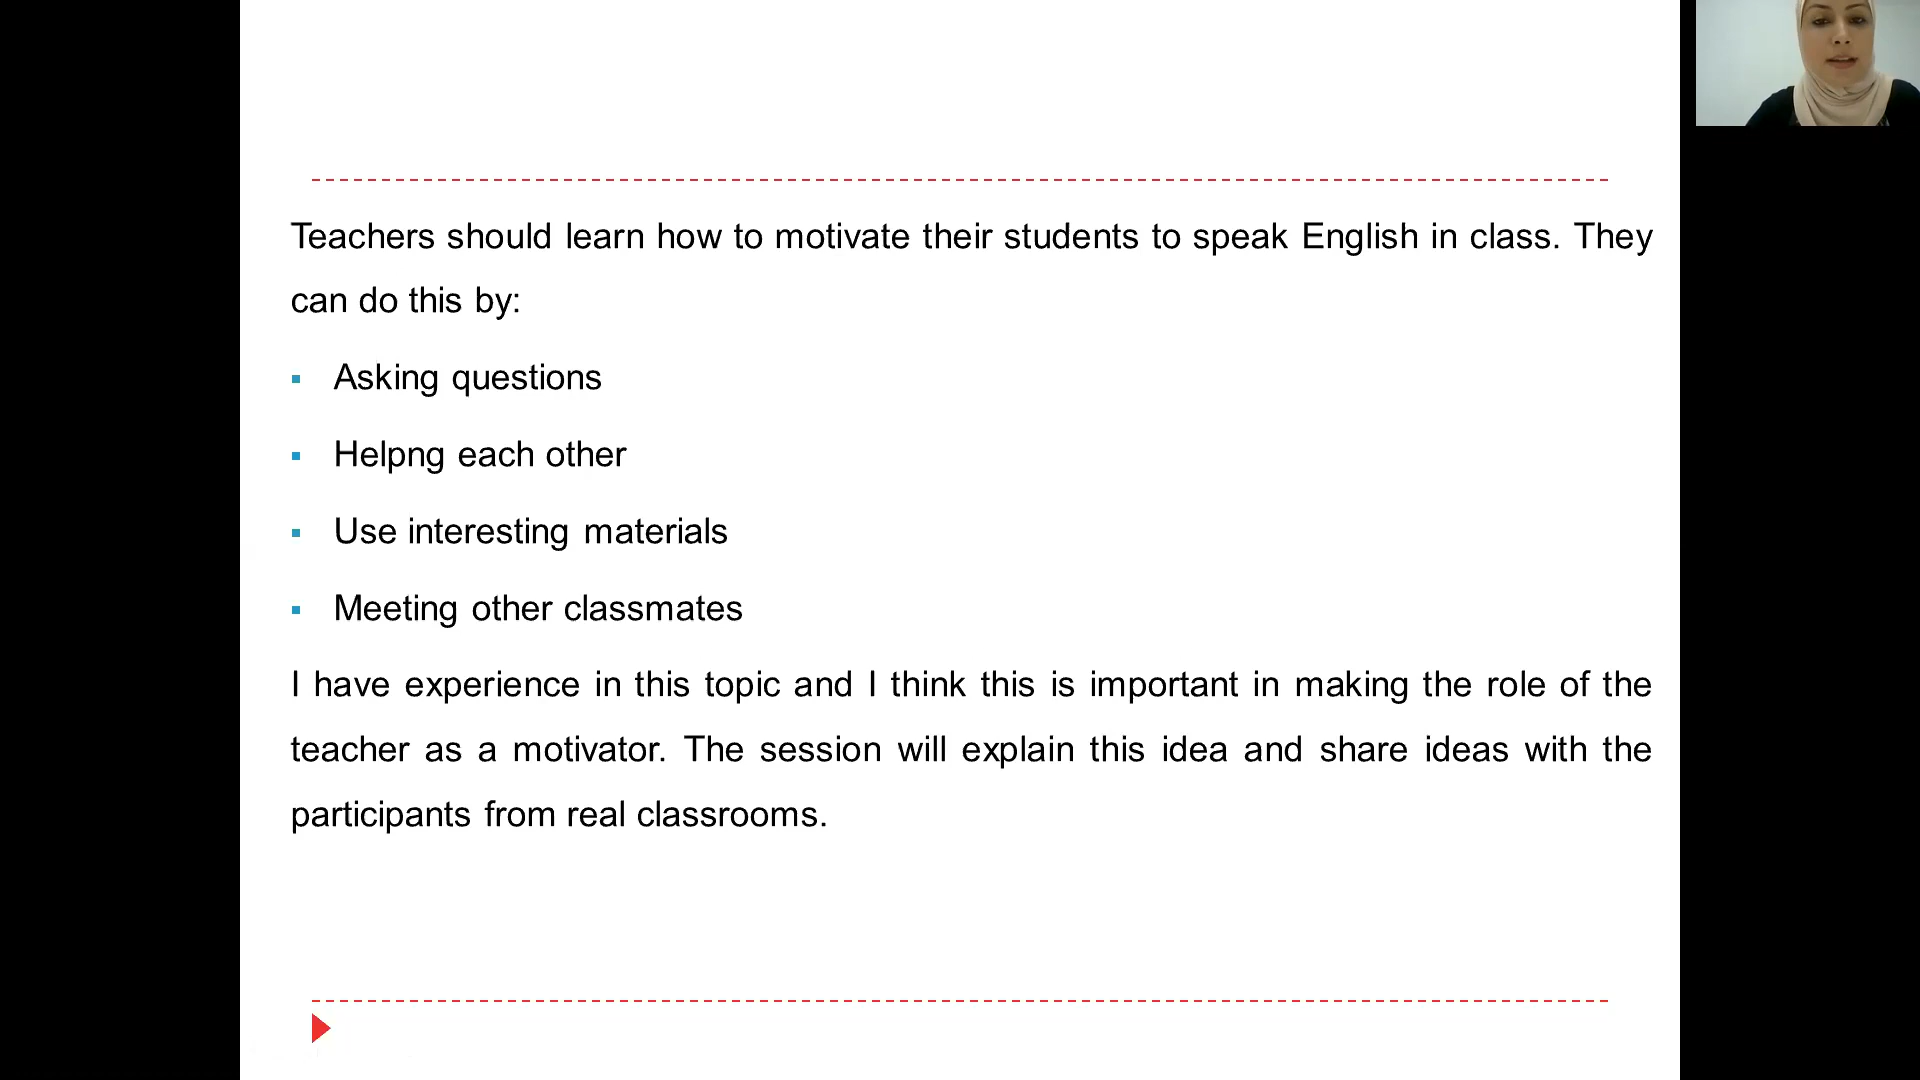 Teachers should learn how to motivate their students to speak English in class. They
can do this by:
▪ Asking questions
▪ Helpng each other
▪ Use interesting materials
▪ Meeting other classmates
I have experience in this topic and I think this is important in making the role of the
teacher as a motivator. The session will explain this idea and share ideas with the
participants from real classrooms.